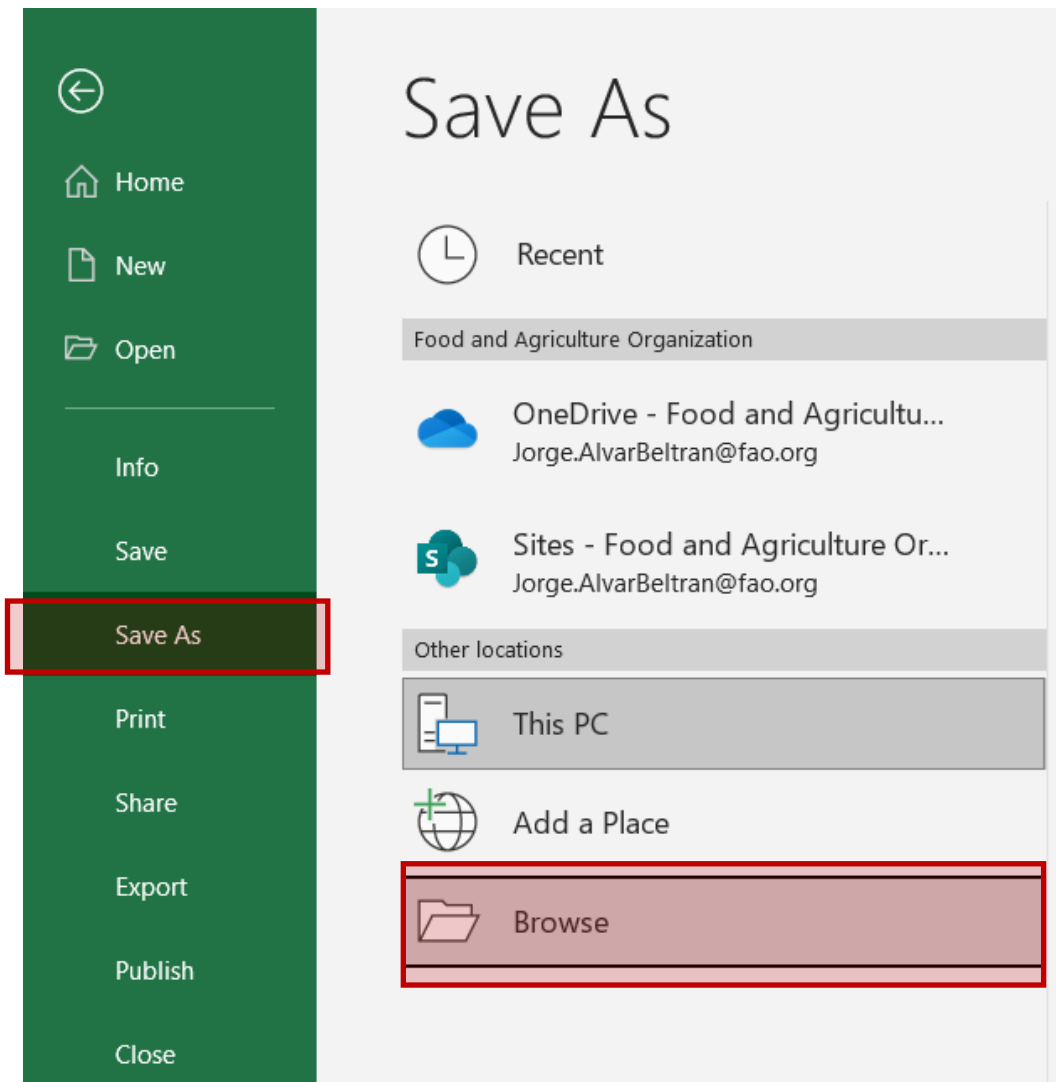 Home
New
Open
Info
Save
Save As
Print
Share
Export
Publish
Close
Save As
Recent
Food and Agriculture Organization
OneDrive - Food and Agricultu...
Jorge.AlvarBeltran@fao.org
S
Sites - Food and Agriculture Or...
Jorge.AlvarBeltran@fao.org
Other locations
This PC
Add a Place
Browse